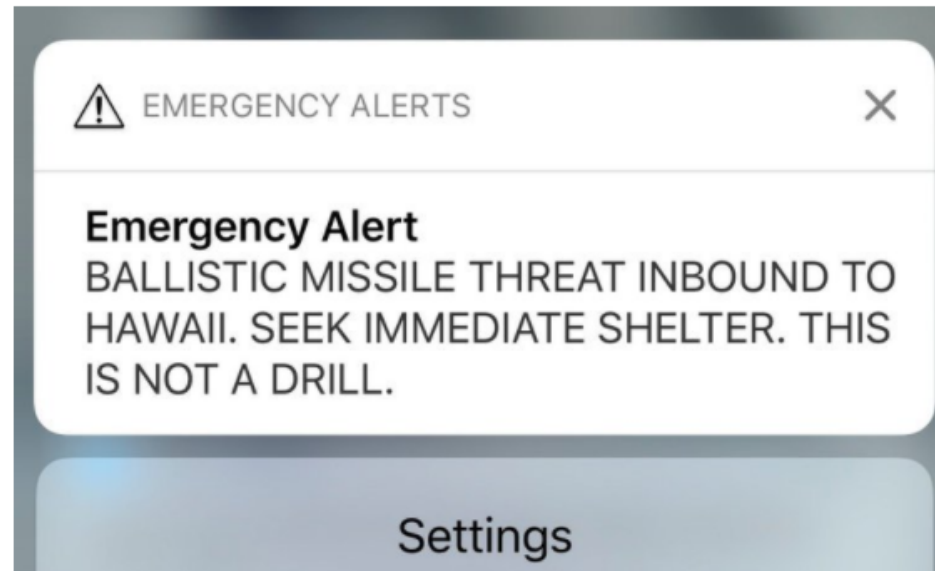 EMERGENCY ALERTS
Emergency Alert
BALLISTIC MISSILE THREAT INBOUND TO
HAWAII. SEEK IMMEDIATE SHELTER. THIS
IS NOT A DRILL.
Settings